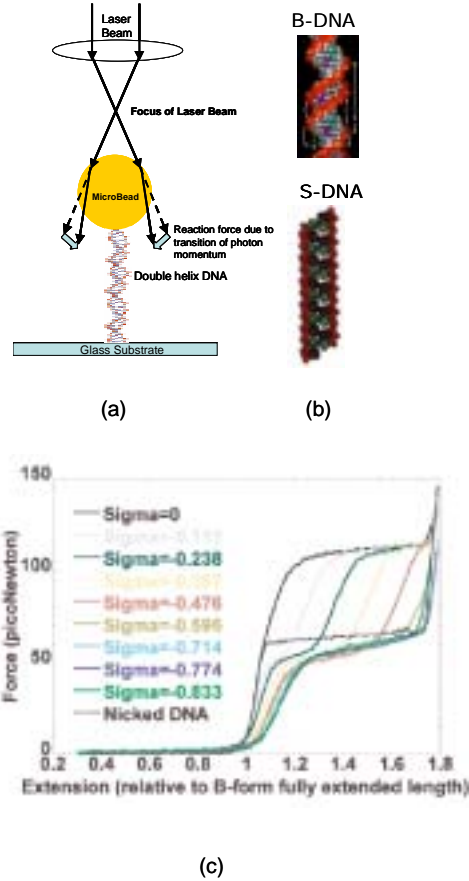 Laser
Beam
Focus of Laser Beam
MicroBead
Reaction force due to
transition of photon
momentum
Double helix DNA
Glass Substrate
(a)
B-DNA
S-DNA
(b)
150
100
50
0
Force (picoNewton)
Sigma=0
Sigma=-0.238
Sigma=-0.476
Sigma=-0.595
Sigma=-0.714
Sigma=-0.774
Sigma=-0.833
Nicked DNA
0.2 0.4 0.6 0.8 1 1.2 1.4 1.6 1.8
Extension (relative to B-form fully extended length)
(c)